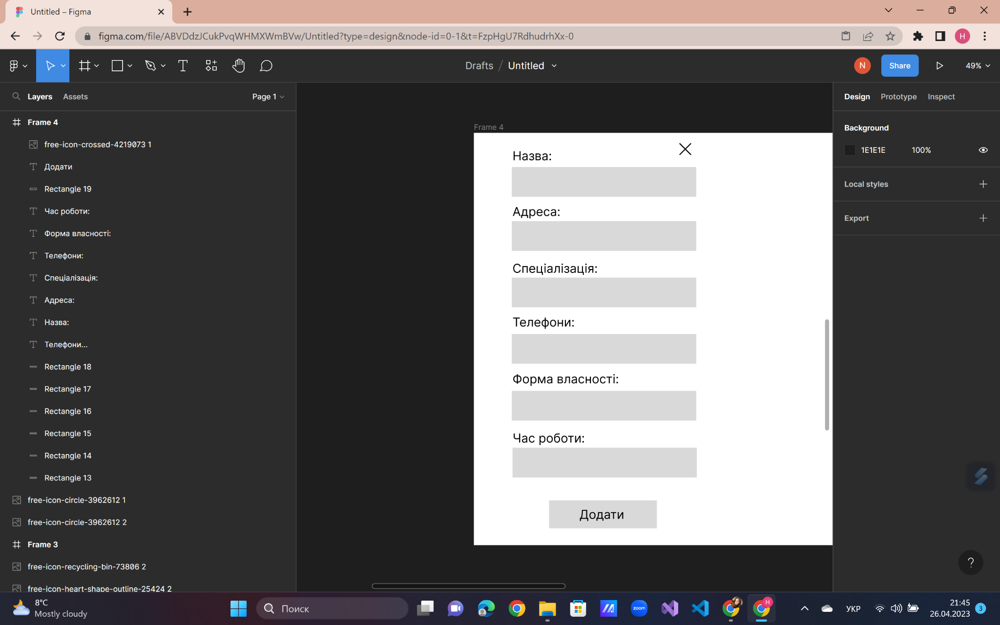 Untitled – Figma
figma.com/file/ABVDdzJCukPvqWHMXWmBVw/Untitled?type=design&node-id=0-1&t=FzpHgU7RdhudrhXx-0
H
Drafts / Untitled
N
Share
49%
Layers
Assets
Page 1
Design
Prototype
Inspect
Frame 4
free-icon-crossed-4219073 1
Додати
Rectangle 19
Час роботи:
Форма власності:
Телефони:
Спеціалізація:
Адреса:
Назва:
Телефони...
Rectangle 18
Rectangle 17
Rectangle 16
Rectangle 15
Rectangle 14
Rectangle 13
free-icon-circle-3962612 1
free-icon-circle-3962612 2
Frame 3
free-icon-recycling-bin-73806 2
free-icon-heart-shape-outline-25424 2
Frame 4
Назва:
Адреса:
Спеціалізація:
Телефони:
Форма власності:
Час роботи:
Додати
Background
1E1E1E
100%
Local styles
Export
?
8°C
Mostly cloudy
Поиск
zoom
H
УКР
21:45
26.04.2023
3